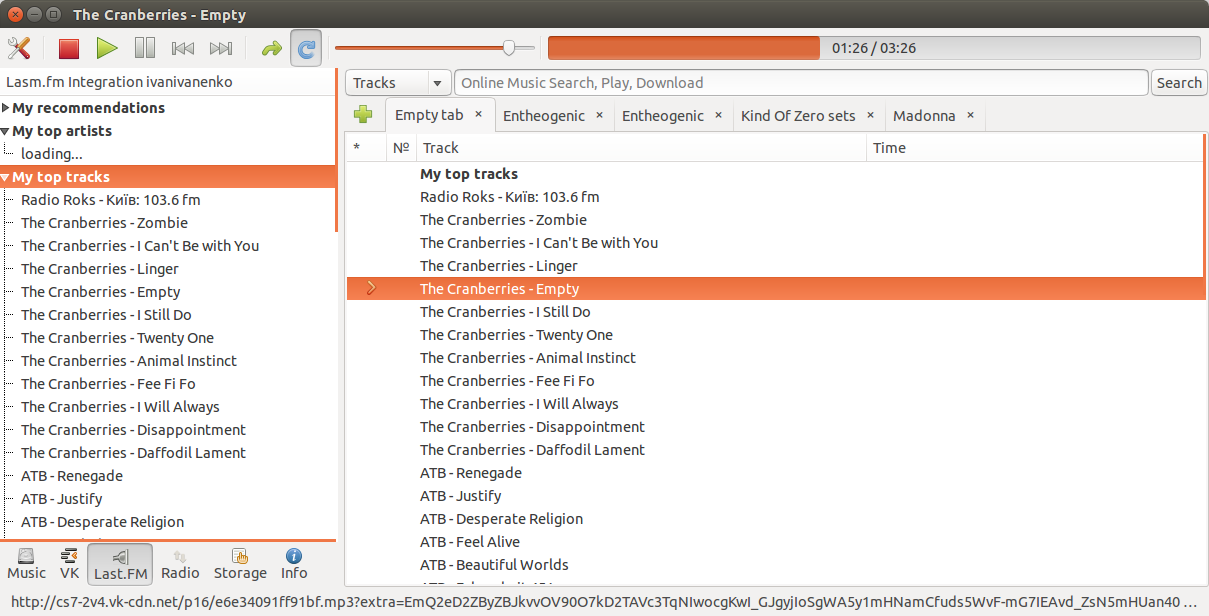 The Cranberries - Empty
01:26 / 03:26
Lasm.fm Integration ivanivanenko
My recommendations
My top artists
loading...
My top tracks
Radio Roks - Київ: 103.6 fm
The Cranberries - Zombie
The Cranberries - I Can't Be with You
The Cranberries - Linger
The Cranberries - Empty
The Cranberries - I Still Do
The Cranberries - Twenty One
The Cranberries - Animal Instinct
The Cranberries - Fee Fi Fo
The Cranberries - I Will Always
The Cranberries - Disappointment
The Cranberries - Daffodil Lament
ATB - Renegade
ATB - Justify
ATB - Desperate Religion
Music VK Last.FM Radio Storage Info
Tracks Online Music Search, Play, Download Search
Empty tab × Entheogenic × Entheogenic × Kind Of Zero sets × Madonna ×
* № Track Time
My top tracks
Radio Roks - Київ: 103.6 fm
The Cranberries - Zombie
The Cranberries - I Can't Be with You
The Cranberries - Linger
The Cranberries - Empty
The Cranberries - I Still Do
The Cranberries - Twenty One
The Cranberries - Animal Instinct
The Cranberries - Fee Fi Fo
The Cranberries - I Will Always
The Cranberries - Disappointment
The Cranberries - Daffodil Lament
ATB - Renegade
ATB - Justify
ATB - Desperate Religion
ATB - Feel Alive
ATB - Beautiful Worlds
http://cs7-2v4.vk-cdn.net/p16/e6e34091ff91bf.mp3?extra=EmQ2eD2ZByZBJkvvOV90O7kD2TAVc3TqNIwocgKwI_GJgyjIoSgWA5y1mHNamCfuds5WvF-mG7IEAvd_ZsN5mHUan40 ...